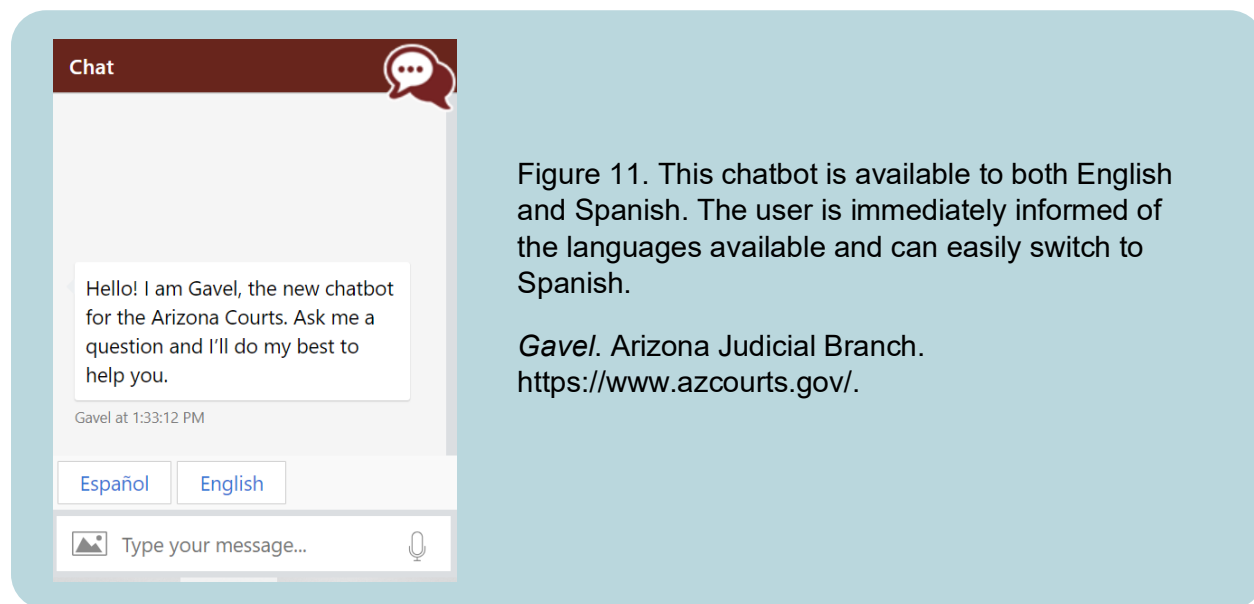 Chat
Hello! I am Gavel, the new chatbot
for the Arizona Courts. Ask me a
question and I’ll do my best to
help you.
Gavel at 1:33:12 PM
Español
English
Type your message...
Figure 11. This chatbot is available to both English
and Spanish. The user is immediately informed of
the languages available and can easily switch to
Spanish.
Gavel. Arizona Judicial Branch.
https://www.azcourts.gov/.